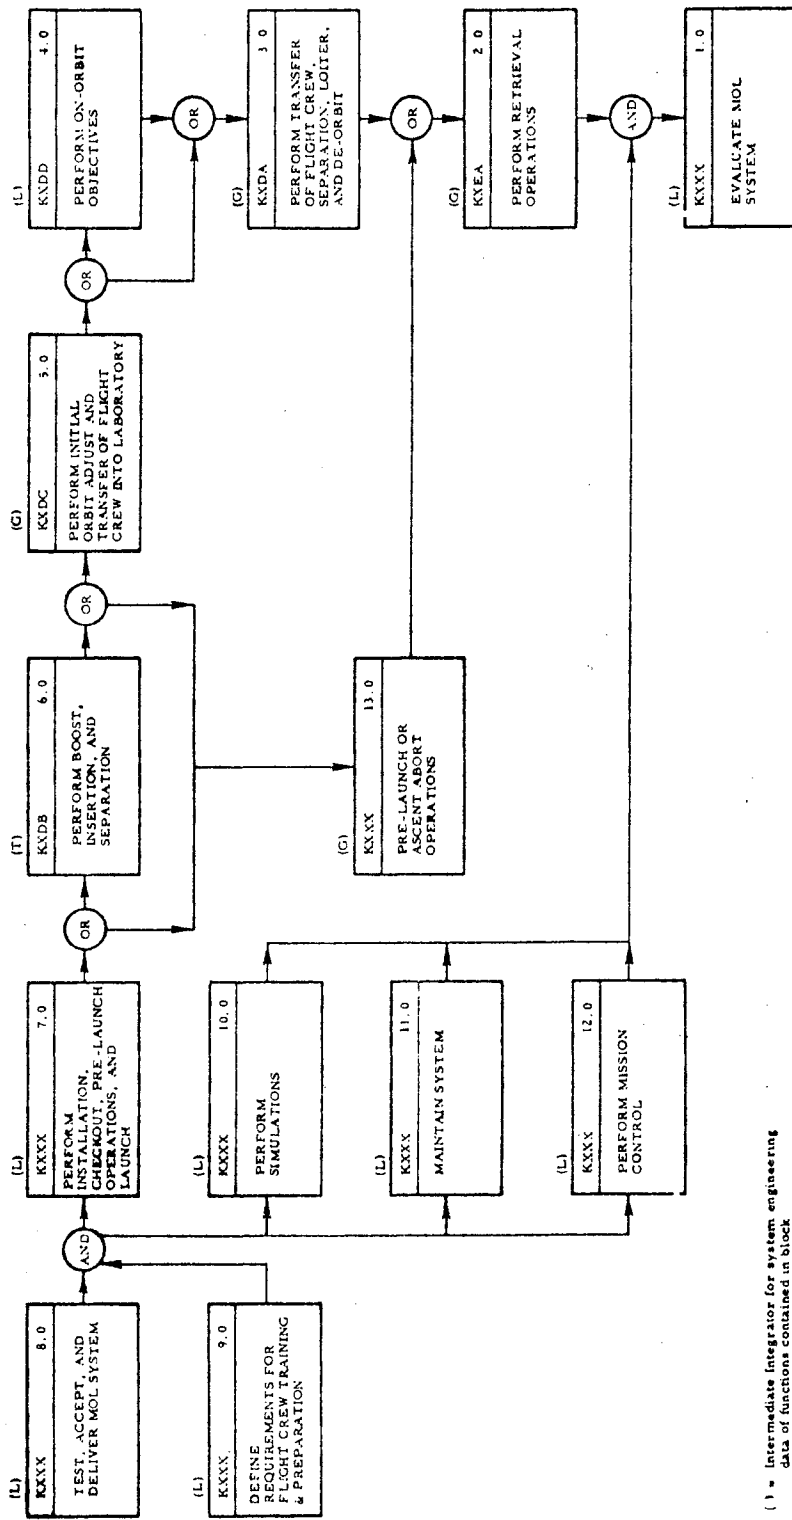 (L)
KXXX 8.0
TEST, ACCEPT, AND
DELIVER MOL SYSTEM
(L)
KXXX 9.0
DEFINE
REQUIREMENTS FOR
FLIGHT CREW TRAINING
& PREPARATION
AND
(L)
KXXX 7.0
PERFORM
INSTALLATION,
CHECKOUT, PRE-LAUNCH
OPERATIONS, AND
LAUNCH
(L)
KXXX 10.0
PERFORM
SIMULATIONS
(L)
KXXX 11.0
MAINTAIN SYSTEM
(L)
KXXX 12.0
PERFORM MISSION
CONTROL
OR
(T)
KXDB 6.0
PERFORM BOOST,
INSERTION, AND
SEPARATION
(G)
KXXX 13.0
PRE-LAUNCH OR
ASCENT ABORT
OPERATIONS
OR
(G)
KXDC 5.0
PERFORM INITIAL
ORBIT ADJUST AND
TRANSFER OF FLIGHT
CREW INTO LABORATORY
OR
(L)
KXDD 4.0
PERFORM ON-ORBIT
OBJECTIVES
OR
(G)
KXDA 3 0
PERFORM TRANSFER
OF FLIGHT CREW,
SEPARATION, LOITER,
AND DE-ORBIT
OR
(G)
KXEA 2 0
PERFORM RETRIEVAL
OPERATIONS
AND
(L)
KXXX 1.0
EVALUATE MOL
SYSTEM
( ) = Intermediate Integrator for system engineering
data of functions contained in block